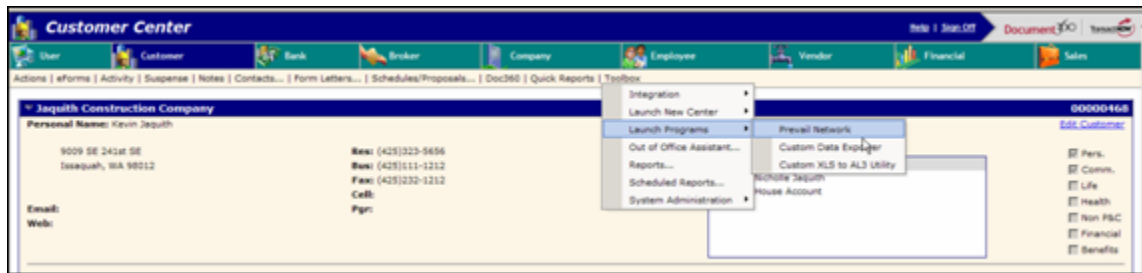 Customer Center
Help | Sign Off
Document360
TransactNOW
User
Customer
Bank
Broker
Company
Employee
Vendor
Financial
Sales
Actions | eForms | Activity | Suspense | Notes | Contacts... | Form Letters... | Schedules/Proposals... | Doc360 | Quick Reports | Toolbox
Jaquith Construction Company
00000468
Personal Name: Kevin Jaquith
Edit Customer
9009 SE 241st SE
Issaquah, WA 98012
Res: (425)323-5656
Bus: (425)111-1212
Fax: (425)232-1212
Cell:
Pgr:
Email:
Web:
Integration
Launch New Center
Launch Programs
Out of Office Assistant...
Reports...
Scheduled Reports...
System Administration
Prevail Network
Custom Data Exporter
Custom XLS to AL3 Utility
Nicholle Jaquith
House Account
Pers.
Comm.
Life
Health
Non P&C
Financial
Benefits